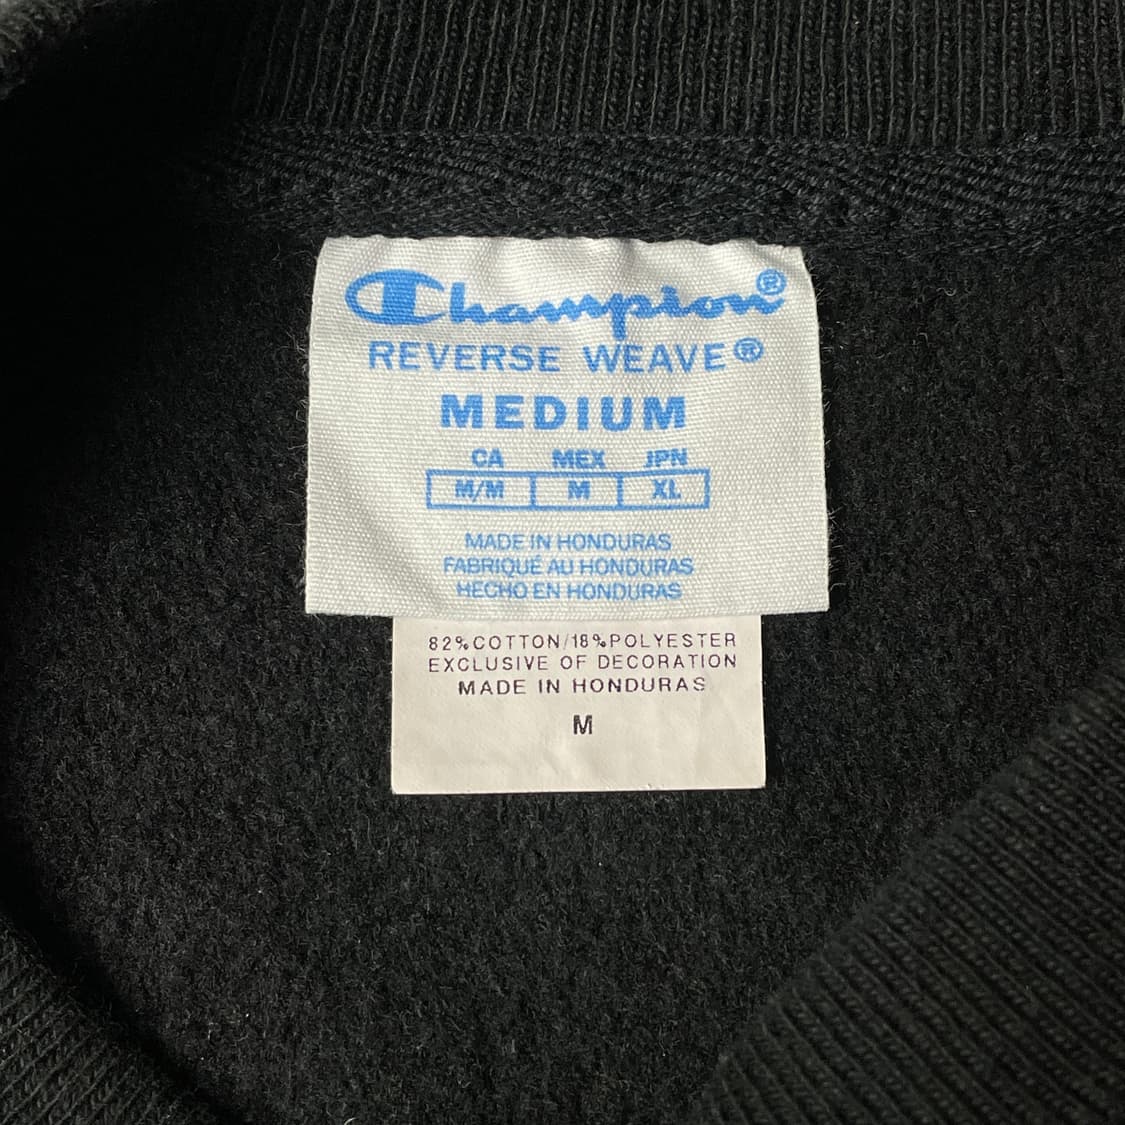 Champion®
REVERSE WEAVE®
MEDIUM
CA MEX JPN
M/M M XL
MADE IN HONDURAS
FABRIQUÉ AU HONDURAS
HECHO EN HONDURAS
82%COTTON/18%POLYESTER
EXCLUSIVE OF DECORATION
MADE IN HONDURAS
M